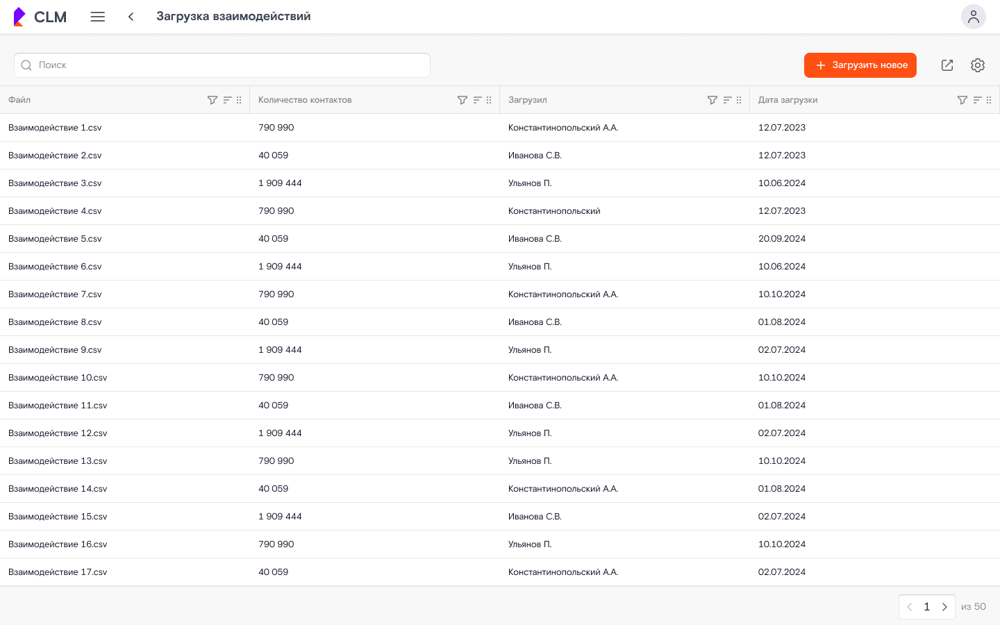 CLM Загрузка взаимодействий
Поиск Загрузить новое
Файл Количество контактов Загрузил Дата загрузки
Взаимодействие 1.csv 790 990 Константинопольский А.А. 12.07.2023
Взаимодействие 2.csv 40 059 Иванова С.В. 12.07.2023
Взаимодействие 3.csv 1 909 444 Ульянов П. 10.06.2024
Взаимодействие 4.csv 790 990 Константинопольский 12.07.2023
Взаимодействие 5.csv 40 059 Иванова С.В. 20.09.2024
Взаимодействие 6.csv 1 909 444 Ульянов П. 10.06.2024
Взаимодействие 7.csv 790 990 Константинопольский А.А. 10.10.2024
Взаимодействие 8.csv 40 059 Иванова С.В. 01.08.2024
Взаимодействие 9.csv 1 909 444 Ульянов П. 02.07.2024
Взаимодействие 10.csv 790 990 Константинопольский А.А. 10.10.2024
Взаимодействие 11.csv 40 059 Иванова С.В. 01.08.2024
Взаимодействие 12.csv 1 909 444 Ульянов П. 02.07.2024
Взаимодействие 13.csv 790 990 Ульянов П. 10.10.2024
Взаимодействие 14.csv 40 059 Константинопольский А.А. 01.08.2024
Взаимодействие 15.csv 1 909 444 Иванова С.В. 02.07.2024
Взаимодействие 16.csv 790 990 Ульянов П. 10.10.2024
Взаимодействие 17.csv 40 059 Константинопольский А.А. 02.07.2024
1 из 50